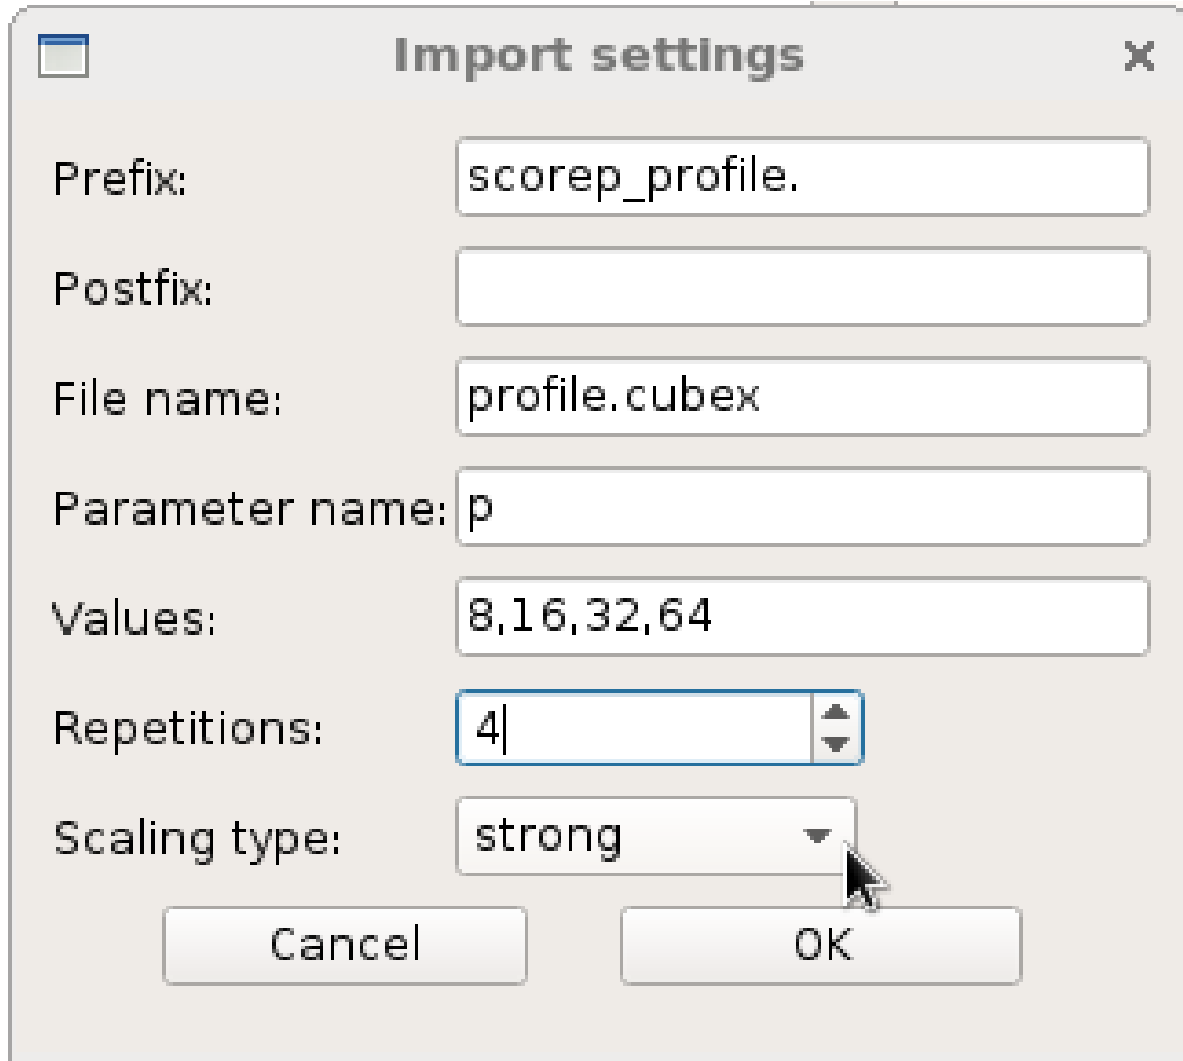 Import settings
Prefix: scorep_profile.
Postfix:
File name: profile.cubex
Parameter name: p
Values: 8,16,32,64
Repetitions: 4
Scaling type: strong
Cancel OK